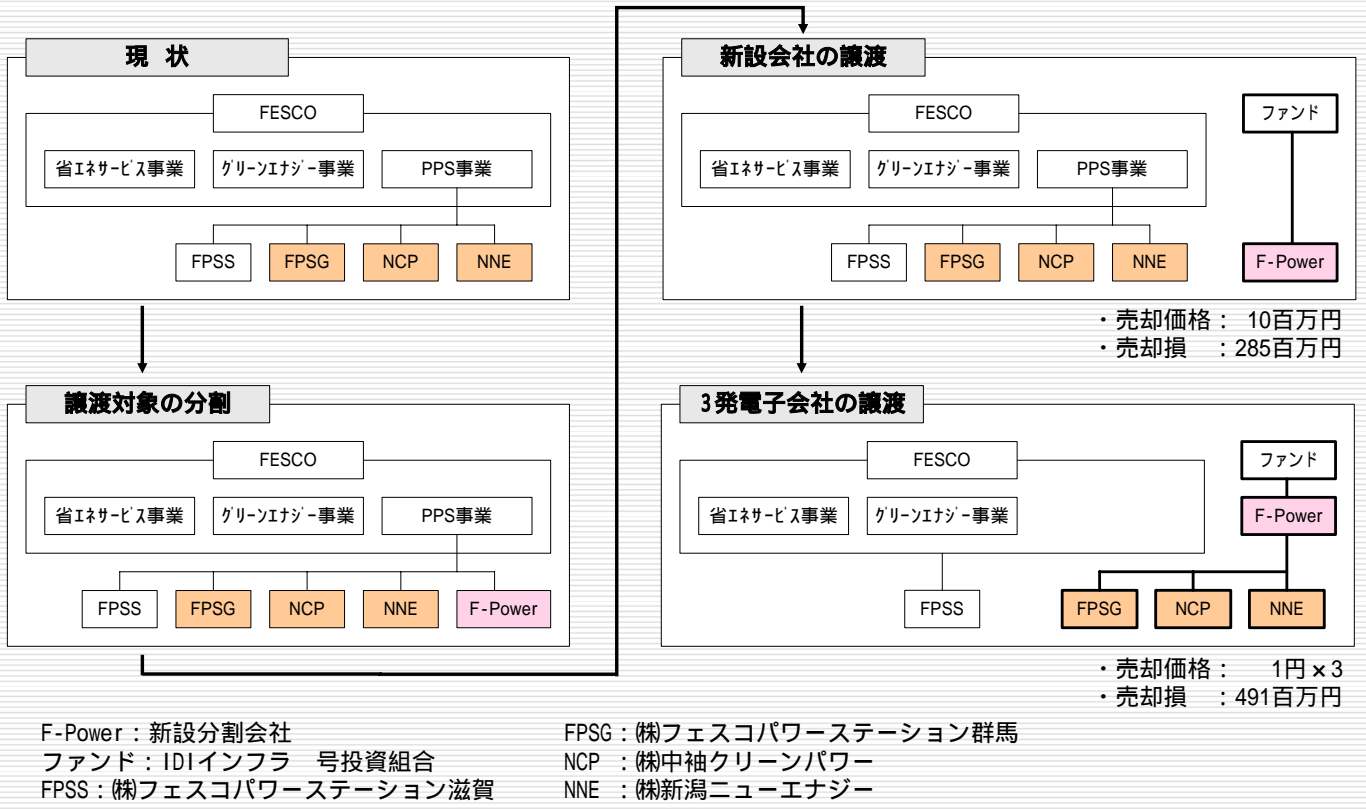 現 状
FESCO
省エネサービス事業
グリーンエナジー事業
PPS事業
FPSS
FPSG
NCP
NNE
譲渡対象の分割
FESCO
省エネサービス事業
グリーンエナジー事業
PPS事業
FPSS
FPSG
NCP
NNE
F-Power
新設会社の譲渡
FESCO
省エネサービス事業
グリーンエナジー事業
PPS事業
FPSS
FPSG
NCP
NNE
ファンド
F-Power
・売却価格： 10百万円
・売却損 ：285百万円
3発電子会社の譲渡
FESCO
省エネサービス事業
グリーンエナジー事業
FPSS
ファンド
F-Power
FPSG
NCP
NNE
・売却価格： 1円×3
・売却損 ：491百万円
F-Power：新設分割会社
ファンド：IDIインフラ 号投資組合
FPSS：㈱フェスコパワーステーション滋賀
FPSG：㈱フェスコパワーステーション群馬
NCP ：㈱中袖クリーンパワー
NNE ：㈱新潟ニューエナジー